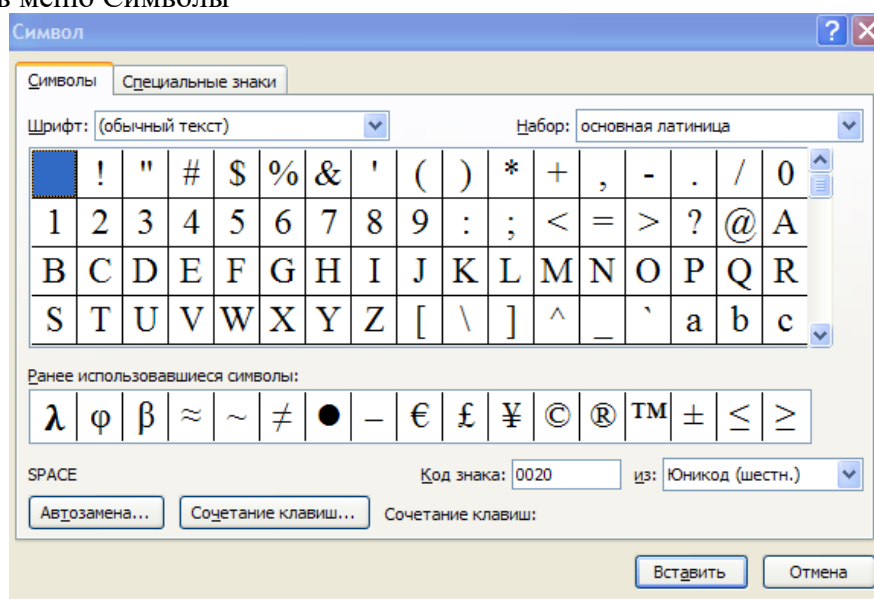 в меню Символы
Символ
Символы Специальные знаки
Шрифт: (обычный текст) Набор: основная латиница
! " # $ % & ' ( ) * + , - . / 0
1 2 3 4 5 6 7 8 9 : ; < = > ? @ A
B C D E F G H I J K L M N O P Q R
S T U V W X Y Z [ \ ] ^ _ ` a b c
Ранее использовавшиеся символы:
λ φ β ≈ ~ ≠ ● – € £ ¥ © ® ™ ± ≤ ≥
SPACE Код знака: 0020 из: Юникод (шестн.)
Автозамена... Сочетание клавиш... Сочетание клавиш:
Вставить Отмена